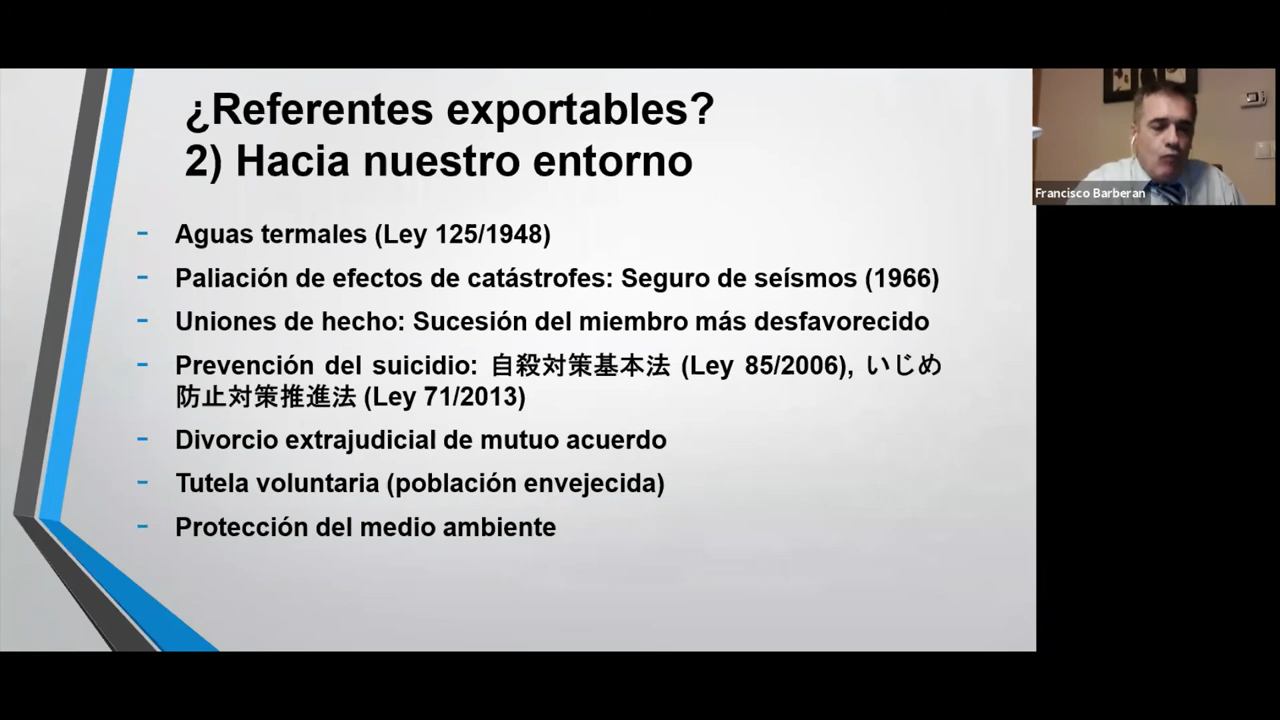 ¿Referentes exportables?
2) Hacia nuestro entorno
- Aguas termales (Ley 125/1948)
- Paliación de efectos de catástrofes: Seguro de seísmos (1966)
- Uniones de hecho: Sucesión del miembro más desfavorecido
- Prevención del suicidio: 自殺対策基本法 (Ley 85/2006), いじめ
防止対策推進法 (Ley 71/2013)
- Divorcio extrajudicial de mutuo acuerdo
- Tutela voluntaria (población envejecida)
- Protección del medio ambiente
Francisco Barberan